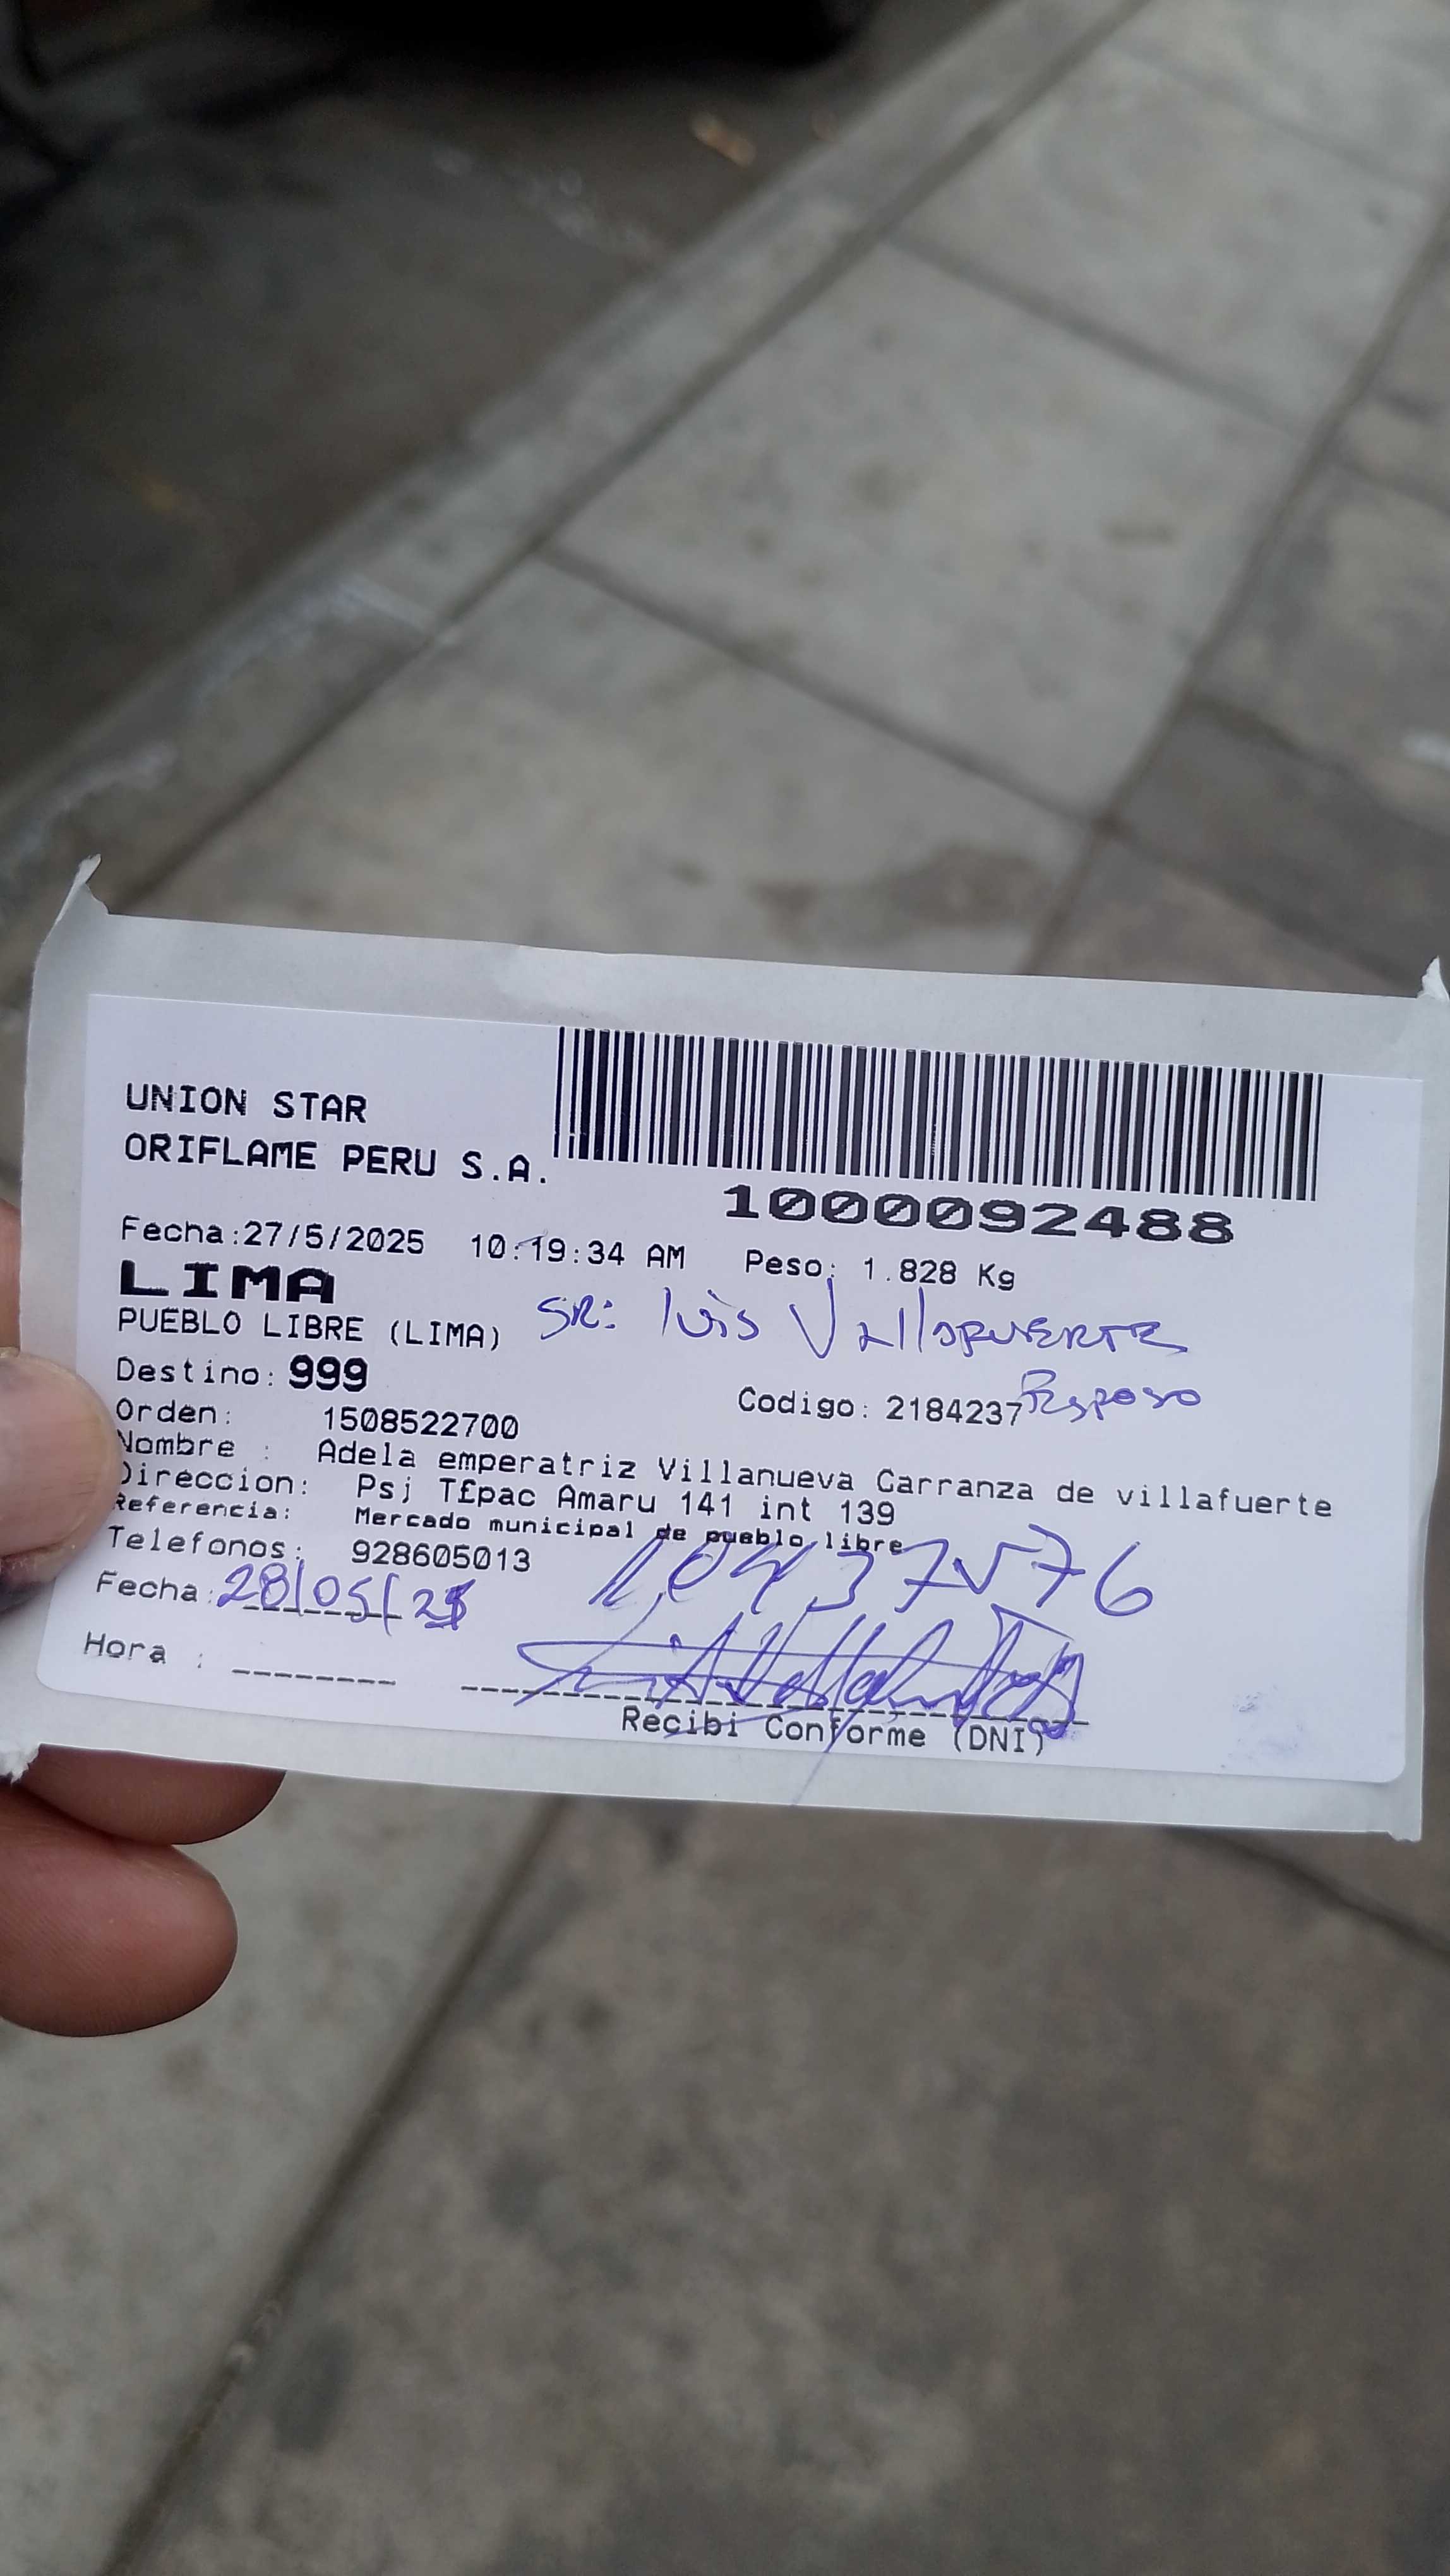 UNION STAR
ORIFLAME PERU S.A.
1000092488
Fecha:27/5/2025 10:19:34 AM Peso: 1.828 Kg
LIMA
PUEBLO LIBRE (LIMA) SR: luis VillAFUERTE
Destino: 999 Codigo: 2184237 Esposo
Orden: 1508522700
Nombre : Adela emperatriz Villanueva Carranza de villafuerte
Direccion: Psj T£pac Amaru 141 int 139
Referencia: Mercado municipal de pueblo libre
Telefonos: 928605013
Fecha: 28/05/25
Hora :
Recibi Conforme (DNI)